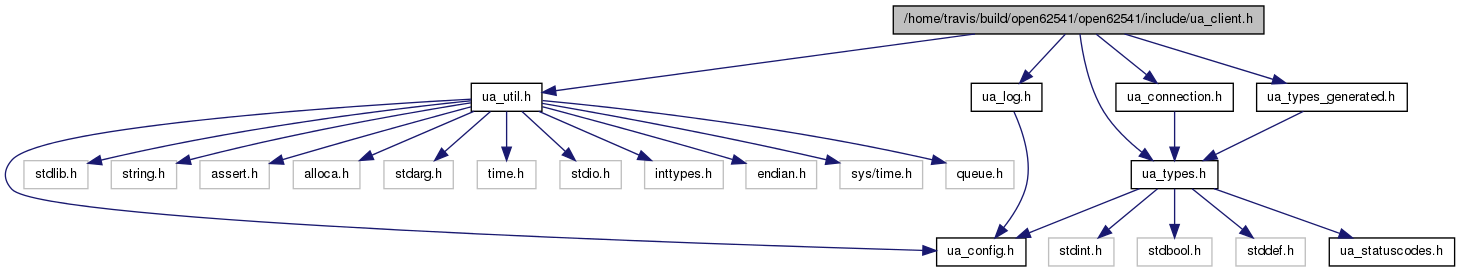 /home/travis/build/open62541/open62541/include/ua_client.h
ua_util.h
ua_log.h
ua_connection.h
ua_types_generated.h
stdlib.h
string.h
assert.h
alloca.h
stdarg.h
time.h
stdio.h
inttypes.h
endian.h
sys/time.h
queue.h
ua_types.h
ua_config.h
stdint.h
stdbool.h
stddef.h
ua_statuscodes.h